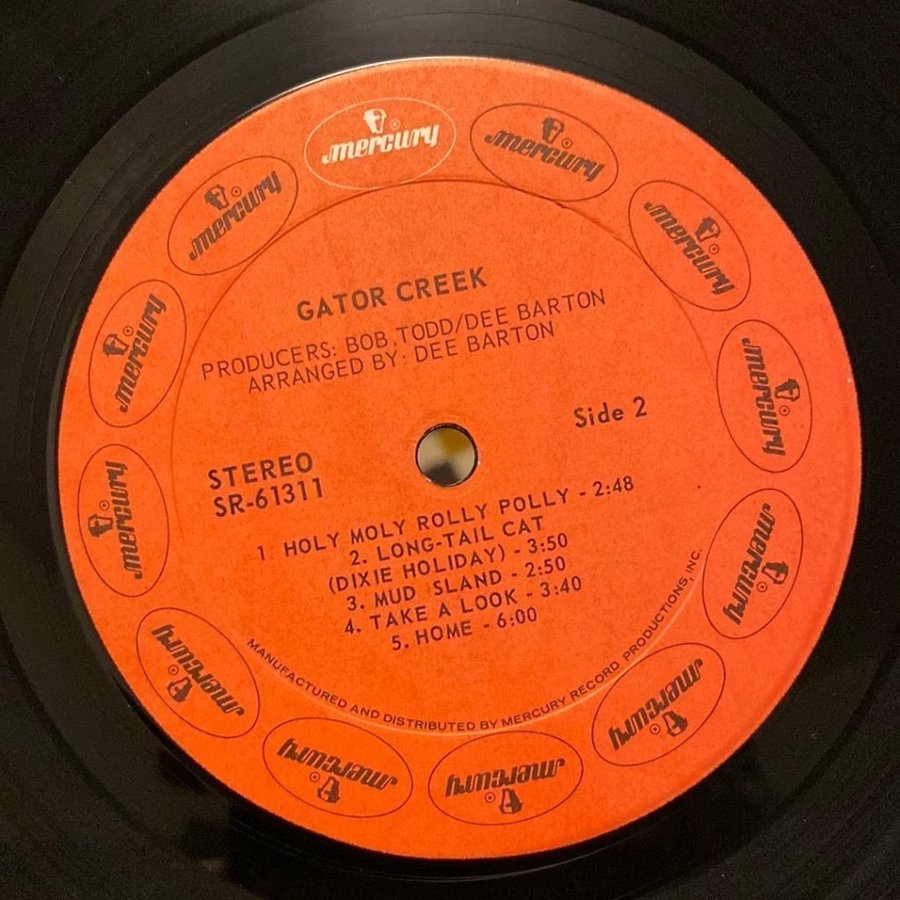 mercury
mercury
mercury
mercury
mercury
mercury
mercury
mercury
mercury
mercury
mercury
mercury
GATOR CREEK
PRODUCERS: BOB TODD/DEE BARTON
ARRANGED BY: DEE BARTON
Side 2
STEREO
SR-61311
1 HOLY MOLY ROLLY POLLY - 2:48
2. LONG-TAIL CAT
(DIXIE HOLIDAY) - 3:50
3. MUD SLAND - 2:50
4. TAKE A LOOK - 3:40
5. HOME - 6:00
MANUFACTURED AND DISTRIBUTED BY MERCURY RECORD PRODUCTIONS, INC.